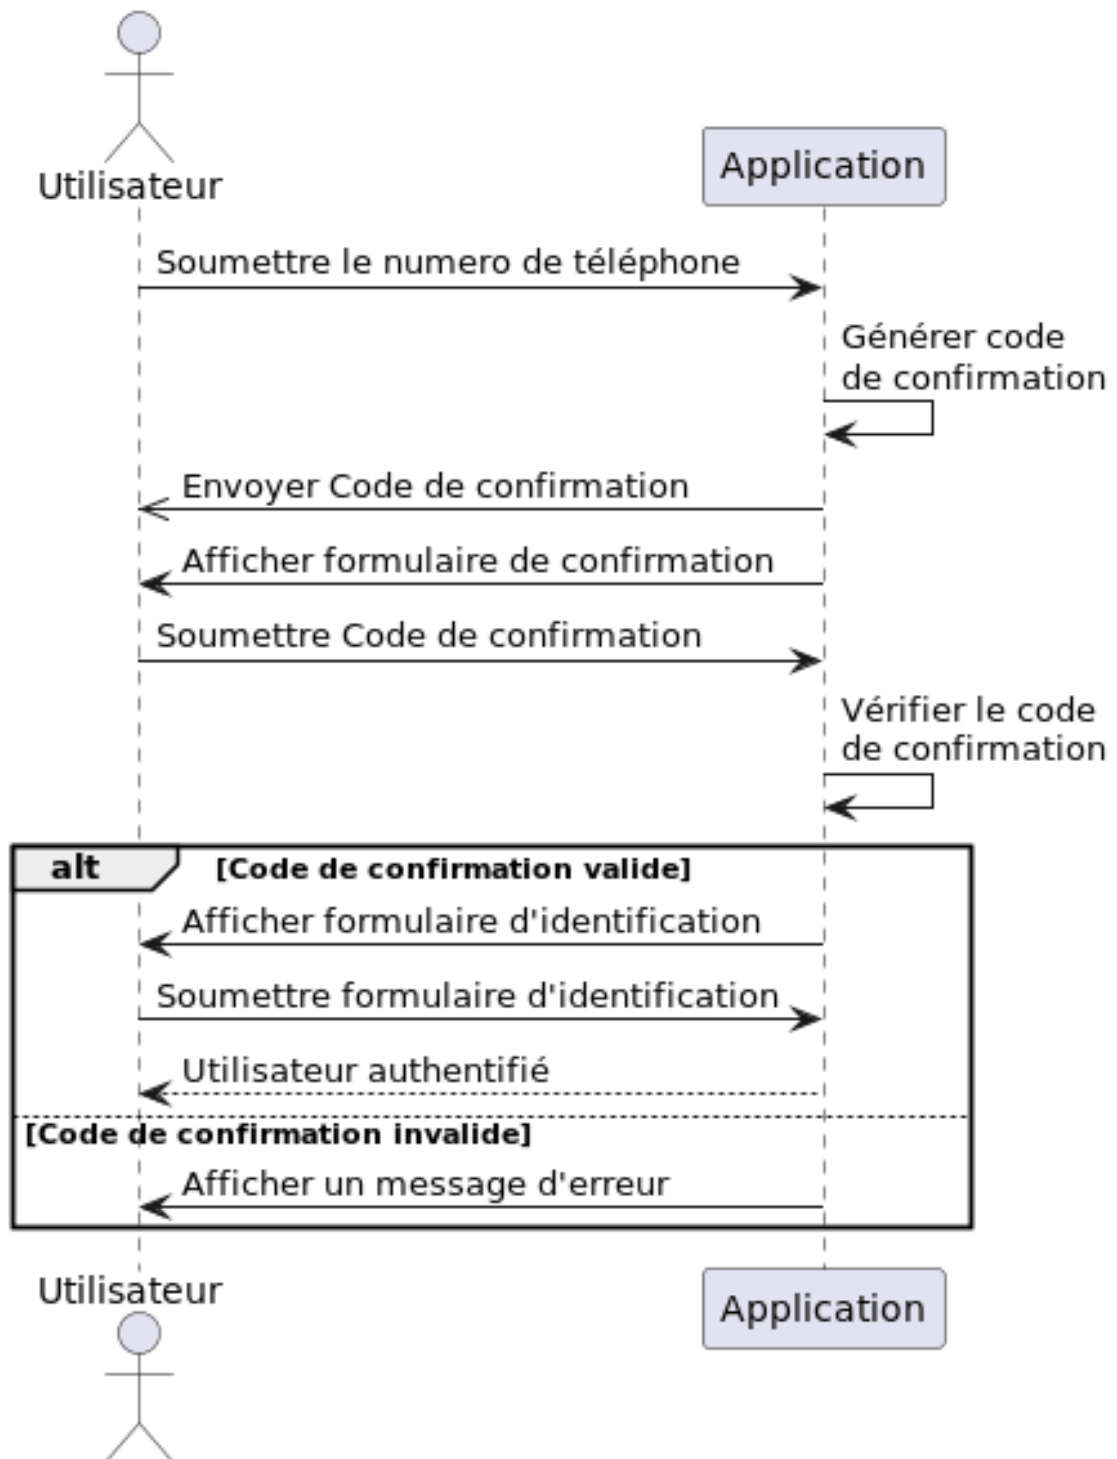 Utilisateur
Application
Soumettre le numero de téléphone
Générer code
de confirmation
Envoyer Code de confirmation
Afficher formulaire de confirmation
Soumettre Code de confirmation
Vérifier le code
de confirmation
alt [Code de confirmation valide]
Afficher formulaire d'identification
Soumettre formulaire d'identification
Utilisateur authentifié
[Code de confirmation invalide]
Afficher un message d'erreur
Utilisateur
Application